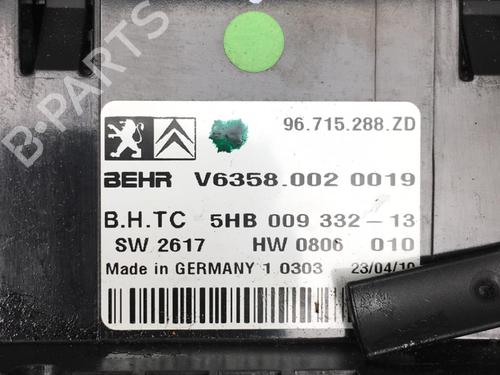 96.715.288.ZD
BEHR V6358.002 0019
B.H.TC 5HB 009 332-13
SW 2617 HW 0806 010
Made in GERMANY 1 0303 23/04/10
B-PARTS